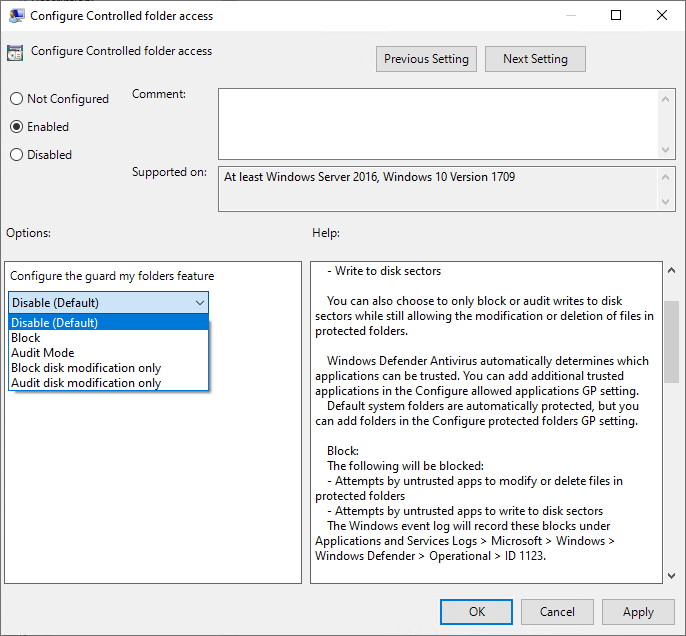 Configure Controlled folder access
Configure Controlled folder access
Previous Setting
Next Setting
Not Configured
Enabled
Disabled
Comment:
Supported on:
At least Windows Server 2016, Windows 10 Version 1709
Options:
Help:
Configure the guard my folders feature
Disable (Default)
Disable (Default)
Block
Audit Mode
Block disk modification only
Audit disk modification only
- Write to disk sectors
You can also choose to only block or audit writes to disk
sectors while still allowing the modification or deletion of files in
protected folders.
Windows Defender Antivirus automatically determines which
applications can be trusted. You can add additional trusted
applications in the Configure allowed applications GP setting.
Default system folders are automatically protected, but you
can add folders in the Configure protected folders GP setting.
Block:
The following will be blocked:
- Attempts by untrusted apps to modify or delete files in
protected folders
- Attempts by untrusted apps to write to disk sectors
The Windows event log will record these blocks under
Applications and Services Logs > Microsoft > Windows >
Windows Defender > Operational > ID 1123.
OK
Cancel
Apply